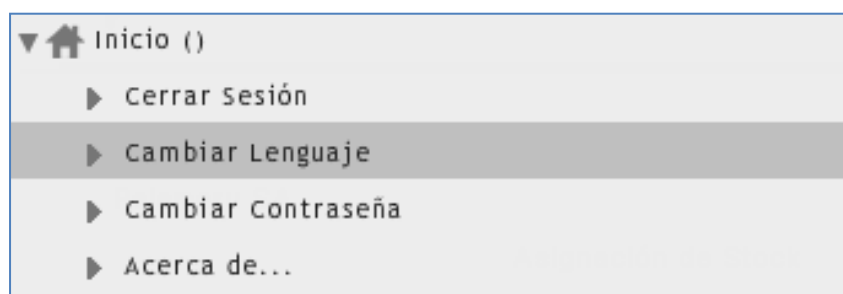 Inicio ()
Cerrar Sesión
Cambiar Lenguaje
Cambiar Contraseña
Acerca de...